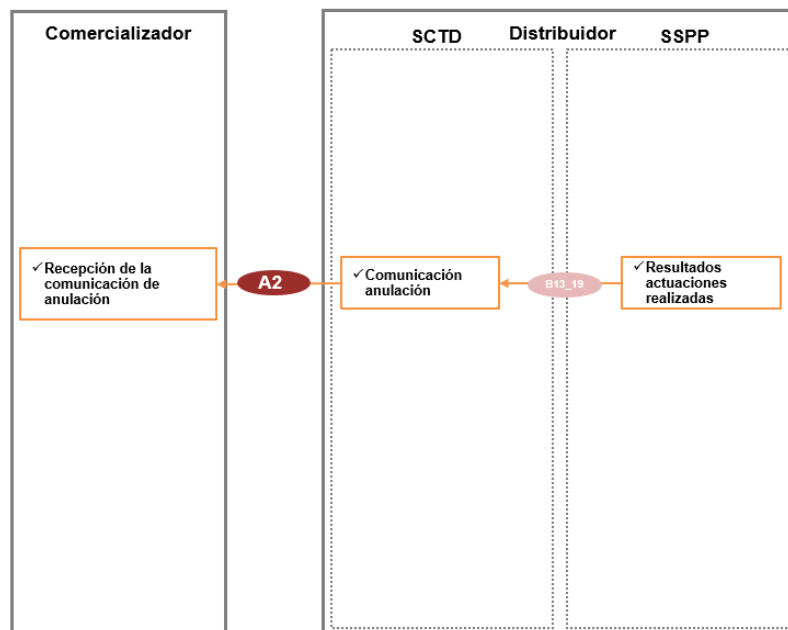 Comercializador
Distribuidor
SCTD
SSPP
✓Recepción de la
comunicación de
anulación
A2
✓Comunicación
anulación
B13_19
✓Resultados
actuaciones
realizadas